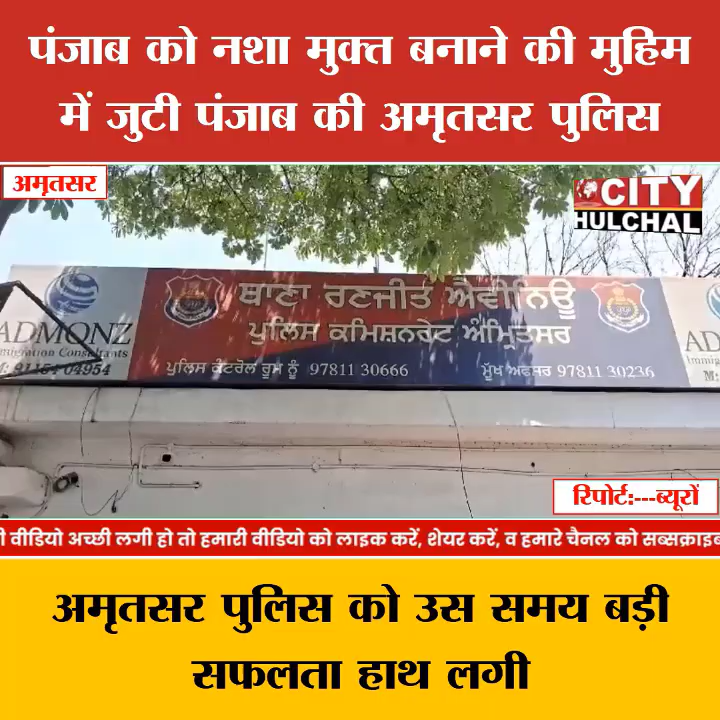 पंजाब को नशा मुक्त बनाने की मुहिम
में जुटी पंजाब की अमृतसर पुलिस
अमृतसर
CITY
HULCHAL
ਥਾਣਾ ਰਣਜੀਤ ਐਵੀਨਿਊ
ਪੁਲਿਸ ਕਮਿਸ਼ਨਰੇਟ ਅੰਮ੍ਰਿਤਸਰ
ਪੁਲਿਸ ਕੰਟਰੋਲ ਰੂਮ ਨੂੰ 97811 30666
ਮੁੱਖ ਅਫਸਰ 97811 30236
ADMONZ
Immigration Consultants
AD
Immig
M:
रिपोर्ट:---ब्यूरों
वीडियो अच्छी लगी हो तो हमारी वीडियो को लाइक करें, शेयर करें, व हमारे चैनल को सब्सक्राइब
अमृतसर पुलिस को उस समय बड़ी
सफलता हाथ लगी